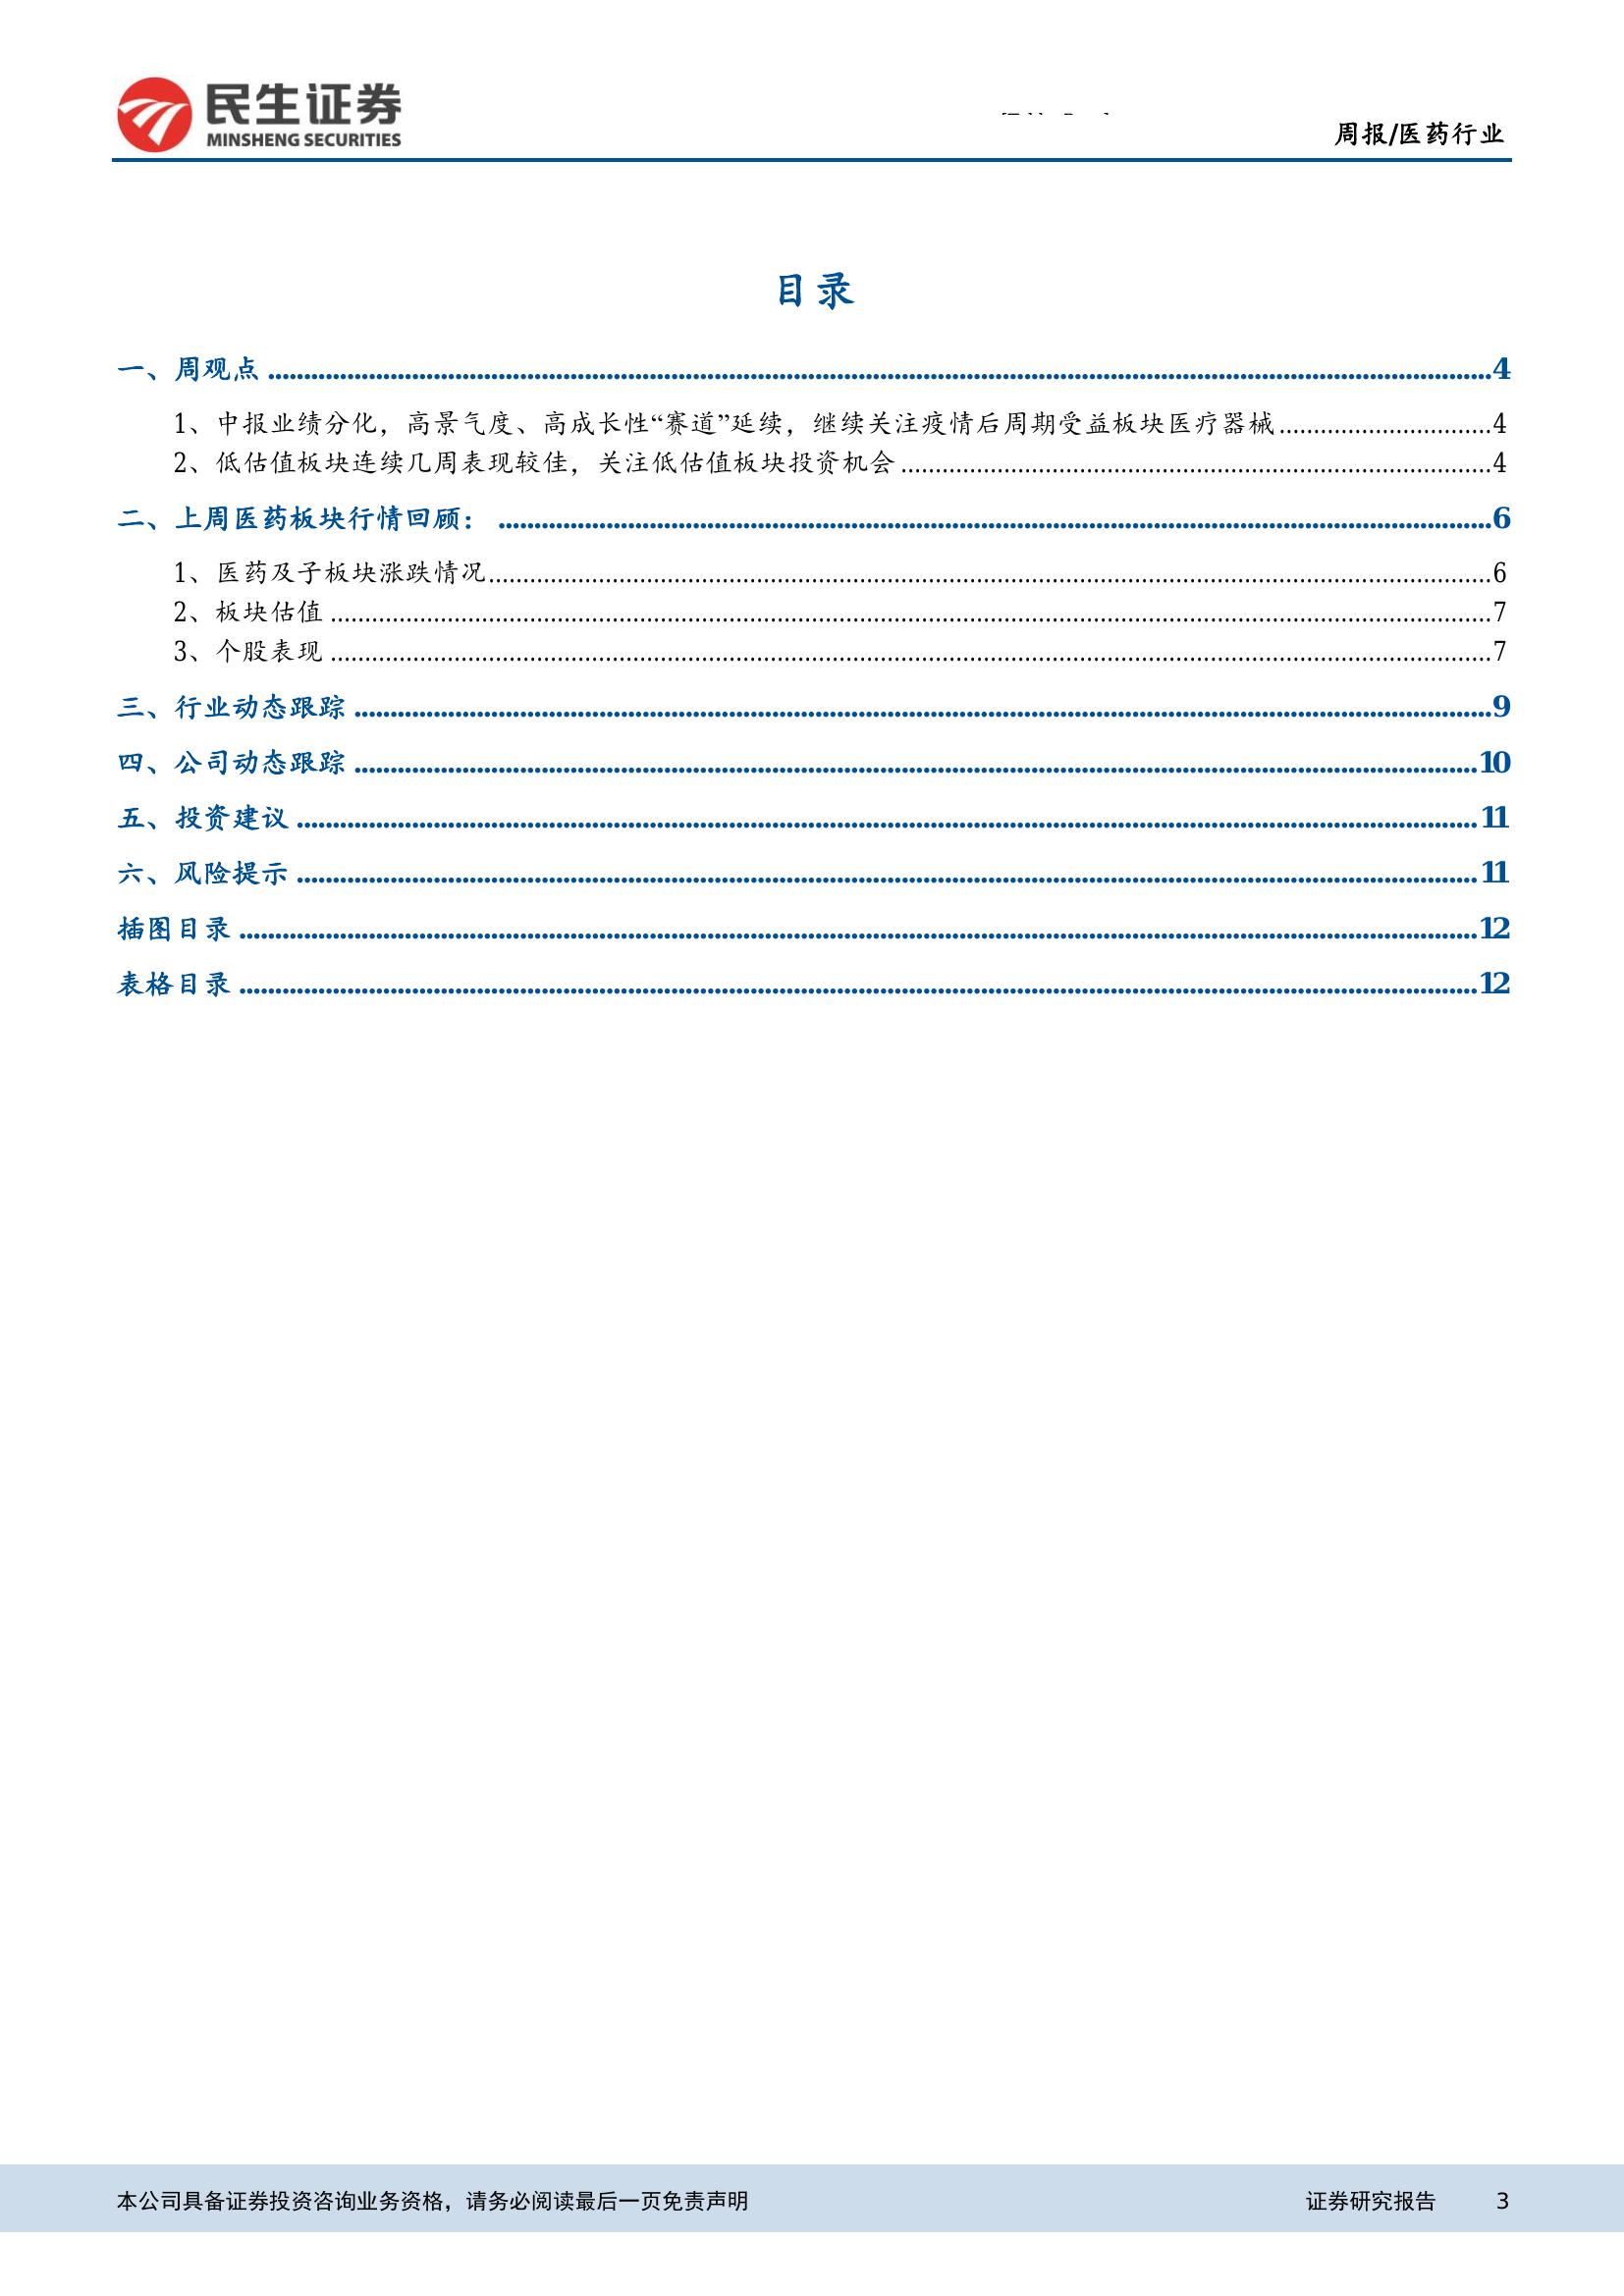 民生证券
MINSHENG SECURITIES
周报/医药行业
目录
一、周观点 ........................................ 4
1、中报业绩分化，高景气度、高成长性“赛道”延续，继续关注疫情后周期受益板块医疗器械 ........................................ 4
2、低估值板块连续几周表现较佳，关注低估值板块投资机会 ........................................ 4
二、上周医药板块行情回顾： ........................................ 6
1、医药及子板块涨跌情况 ........................................ 6
2、板块估值 ........................................ 7
3、个股表现 ........................................ 7
三、行业动态跟踪 ........................................ 9
四、公司动态跟踪 ........................................ 10
五、投资建议 ........................................ 11
六、风险提示 ........................................ 11
插图目录 ........................................ 12
表格目录 ........................................ 12
本公司具备证券投资咨询业务资格，请务必阅读最后一页免责声明 证券研究报告 3